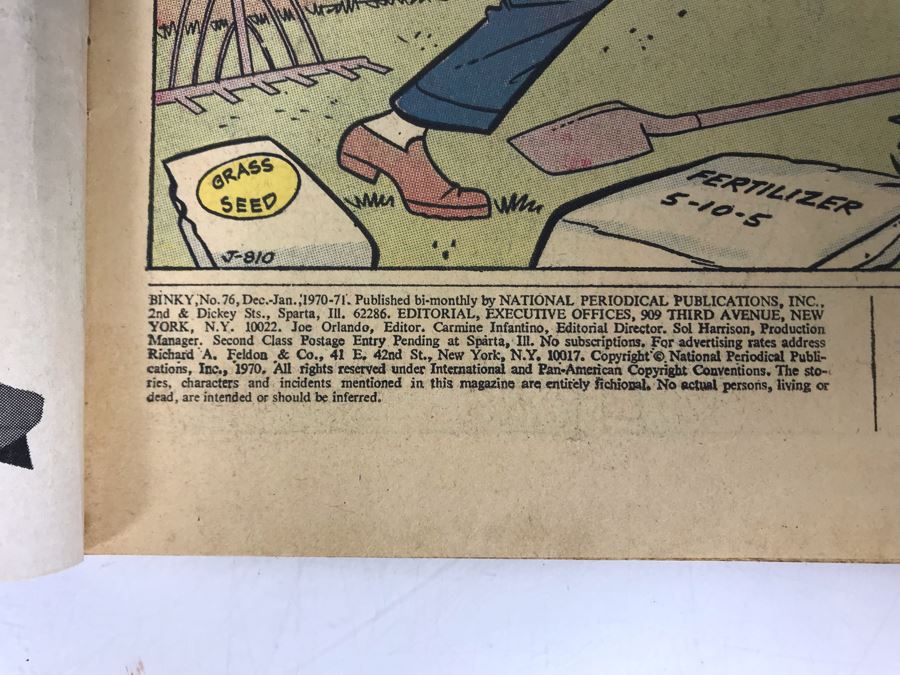 GRASS
SEED
J-810
FERTILIZER
5-10-5
BINKY, No. 76, Dec.-Jan., 1970-71. Published bi-monthly by NATIONAL PERIODICAL PUBLICATIONS, INC.,
2nd & Dickey Sts., Sparta, Ill. 62286. EDITORIAL, EXECUTIVE OFFICES, 909 THIRD AVENUE, NEW
YORK, N.Y. 10022. Joe Orlando, Editor. Carmine Infantino, Editorial Director. Sol Harrison, Production
Manager. Second Class Postage Entry Pending at Sparta, Ill. No subscriptions. For advertising rates address
Richard A. Feldon & Co., 41 E. 42nd St., New York, N.Y. 10017. Copyright © National Periodical Publi-
cations, Inc., 1970. All rights reserved under International and Pan-American Copyright Conventions. The sto-
ries, characters and incidents mentioned in this magazine are entirely fictional. No actual persons, living or
dead, are intended or should be inferred.